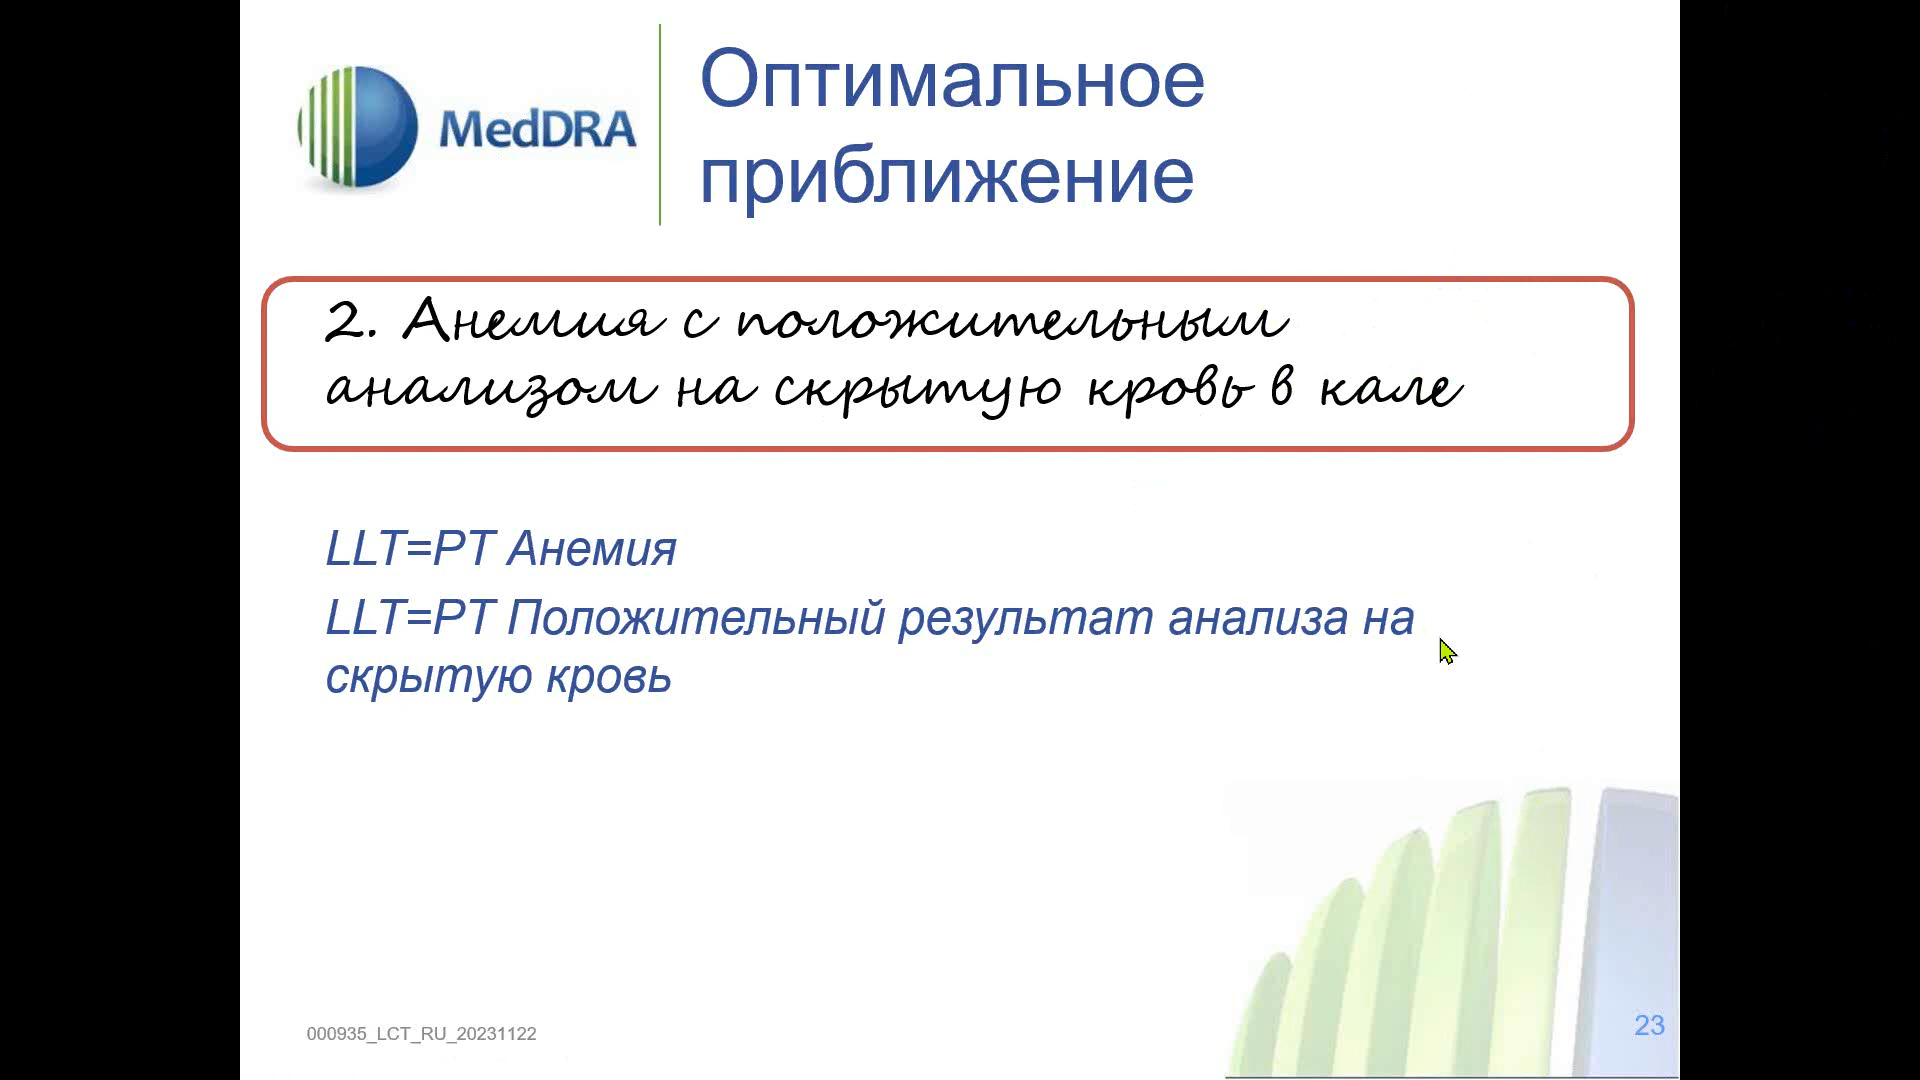 MedDRA
Оптимальное
приближение
2. Анемия с положительным
анализом на скрытую кровь в кале
LLT=PT Анемия
LLT=PT Положительный результат анализа на
скрытую кровь
000935_LCT_RU_20231122
23